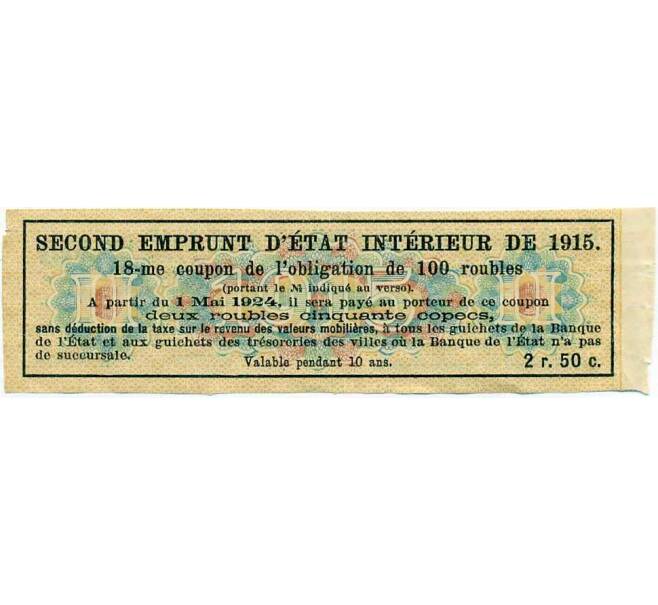 SECOND EMPRUNT D'ÉTAT INTÉRIEUR DE 1915.
18-me coupon de l'obligation de 100 roubles
(portant le № indiqué au verso).
A partir du 1 Mai 1924, il sera payé au porteur de ce coupon
deux roubles cinquante copecs,
sans déduction de la taxe sur le revenu des valeurs mobilières, à tous les guichets de la Banque
de l'État et aux guichets des trésoreries des villes où la Banque de l'État n'a pas
de succursale.
Valable pendant 10 ans.
2 r. 50 c.